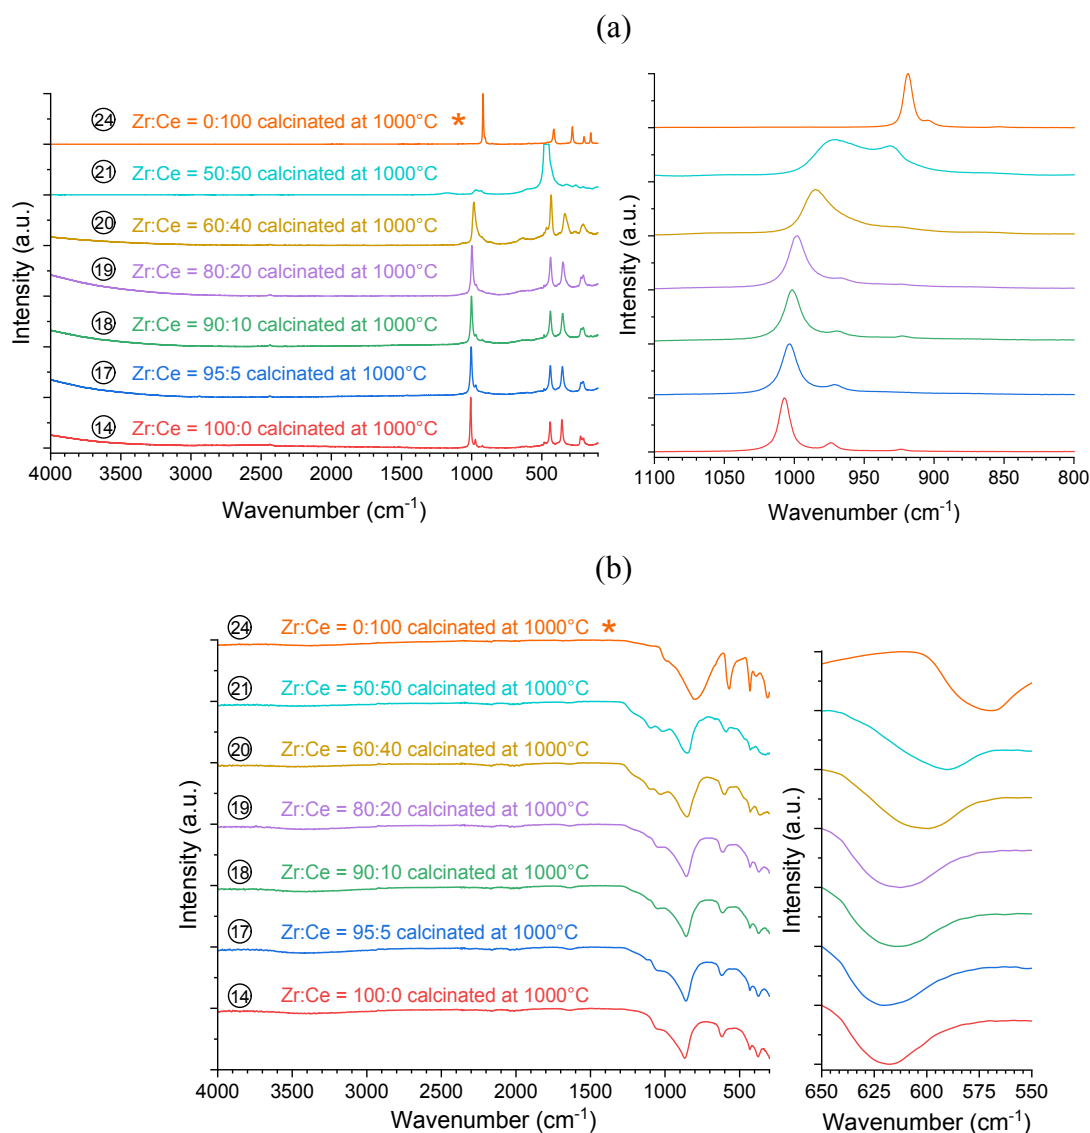 (a)
24 Zr:Ce = 0:100 calcinated at 1000°C *
21 Zr:Ce = 50:50 calcinated at 1000°C
20 Zr:Ce = 60:40 calcinated at 1000°C
19 Zr:Ce = 80:20 calcinated at 1000°C
18 Zr:Ce = 90:10 calcinated at 1000°C
17 Zr:Ce = 95:5 calcinated at 1000°C
14 Zr:Ce = 100:0 calcinated at 1000°C
Intensity (a.u.)
4000 3500 3000 2500 2000 1500 1000 500
Wavenumber (cm⁻¹)
Intensity (a.u.)
1100 1050 1000 950 900 850 800
Wavenumber (cm⁻¹)
(b)
24 Zr:Ce = 0:100 calcinated at 1000°C *
21 Zr:Ce = 50:50 calcinated at 1000°C
20 Zr:Ce = 60:40 calcinated at 1000°C
19 Zr:Ce = 80:20 calcinated at 1000°C
18 Zr:Ce = 90:10 calcinated at 1000°C
17 Zr:Ce = 95:5 calcinated at 1000°C
14 Zr:Ce = 100:0 calcinated at 1000°C
Intensity (a.u.)
4000 3500 3000 2500 2000 1500 1000 500
Wavenumber (cm⁻¹)
Intensity (a.u.)
650 625 600 575 550
Wavenumber (cm⁻¹)